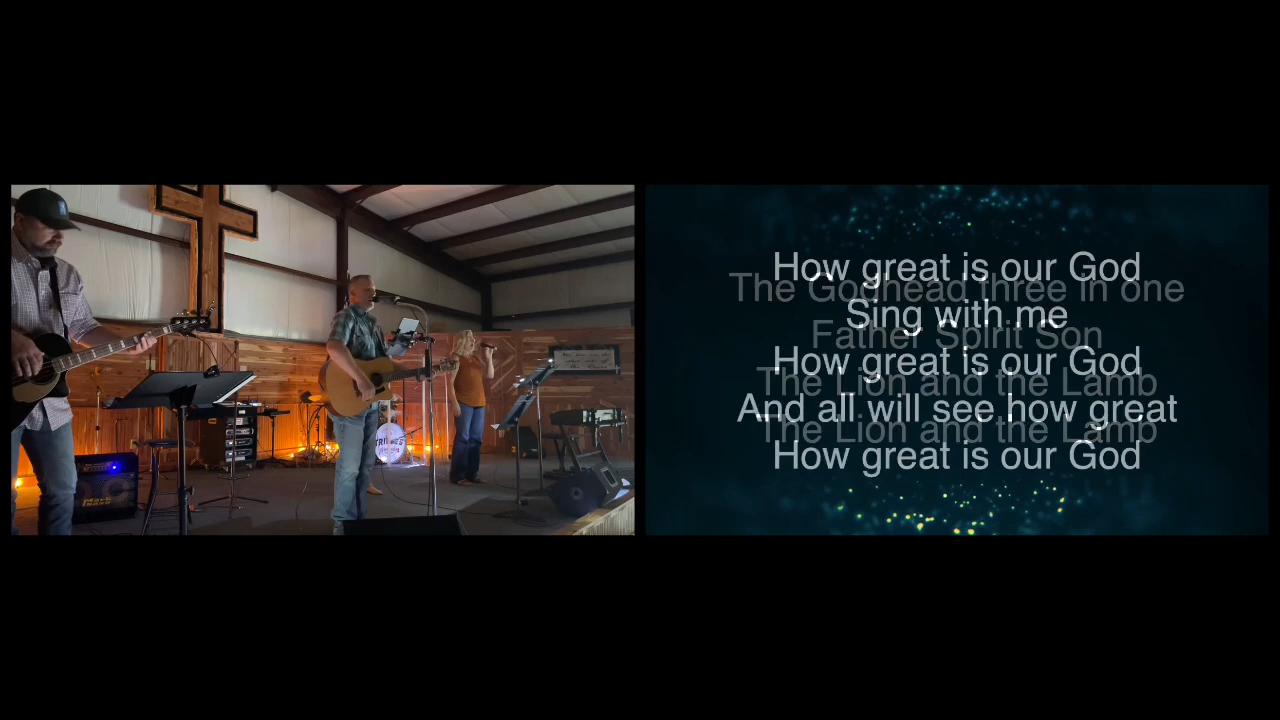 How great is our God
The Godhead three in one
Sing with me
Father Spirit Son
How great is our God
The Lion and the Lamb
And all will see how great
The Lion and the Lamb
How great is our God